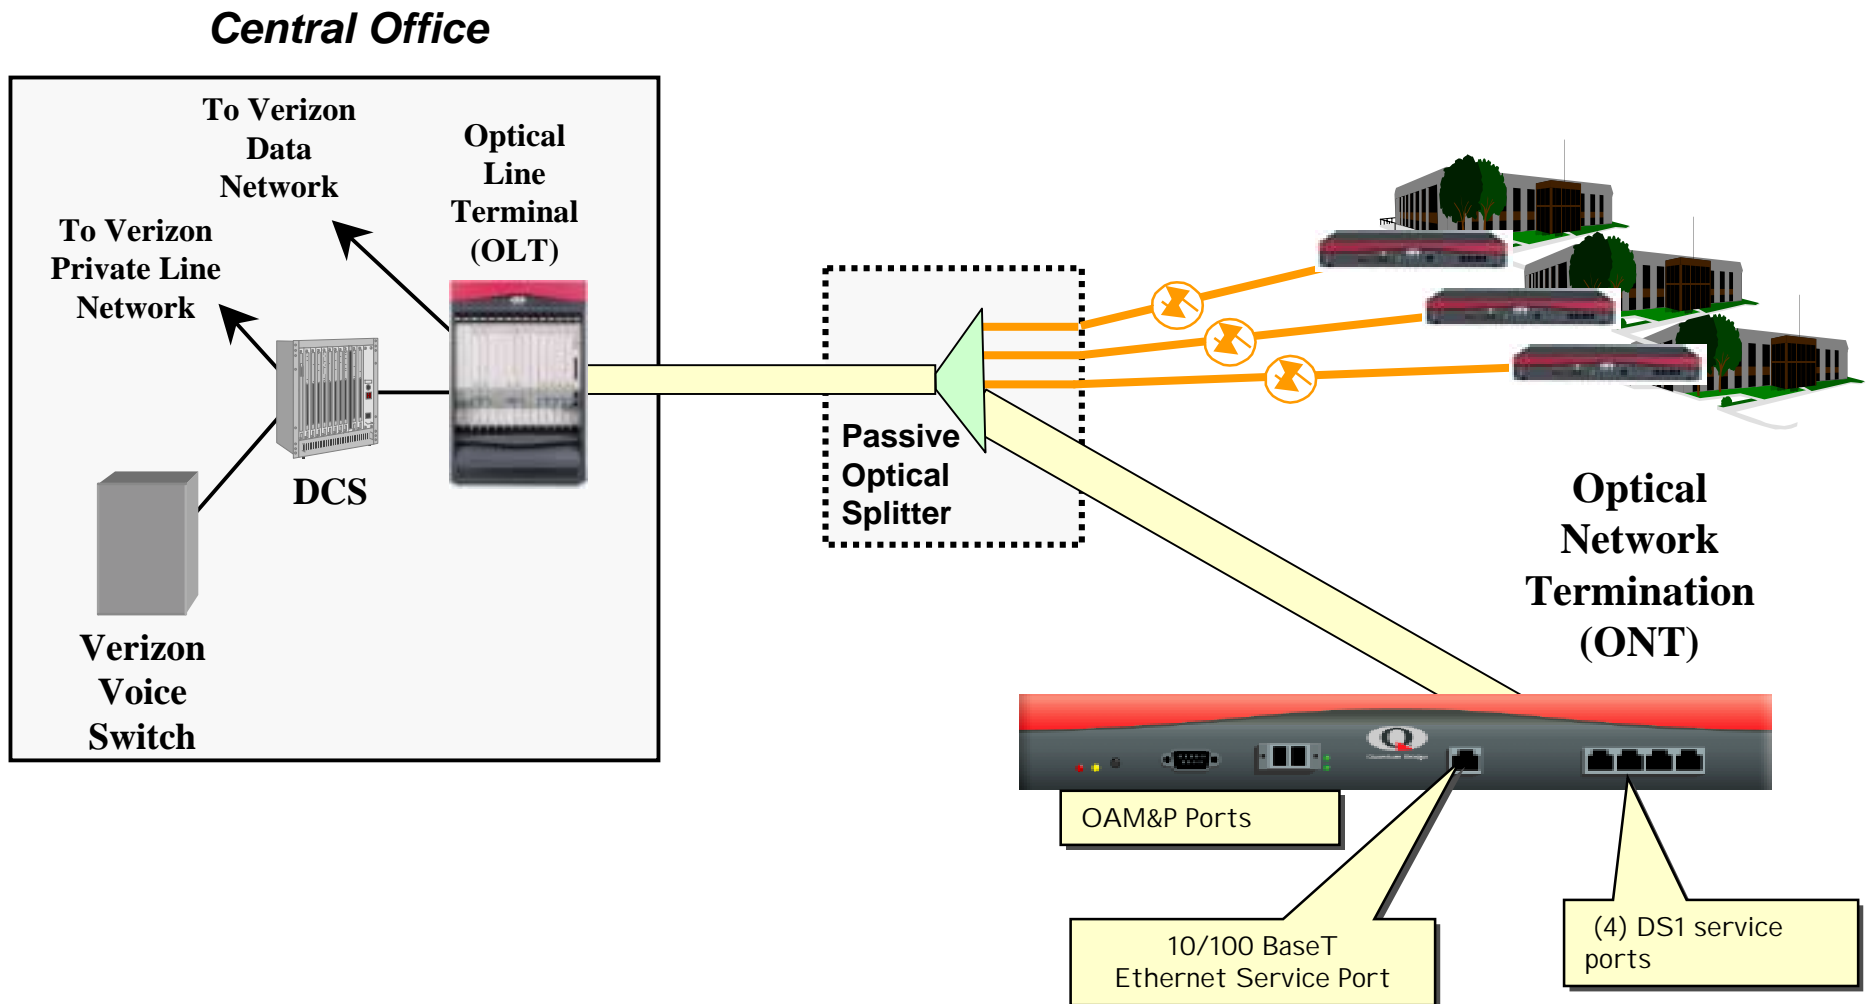 Central Office
To Verizon
Data
Network
Optical
Line
Terminal
(OLT)
To Verizon
Private Line
Network
DCS
Verizon
Voice
Switch
Passive
Optical
Splitter
Optical
Network
Termination
(ONT)
OAM&P Ports
10/100 BaseT
Ethernet Service Port
(4) DS1 service
ports